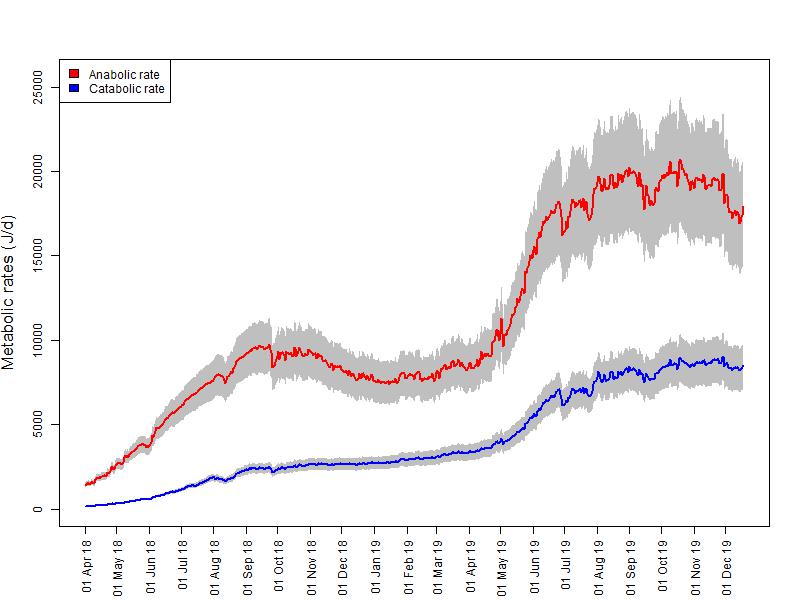 Anabolic rate
Catabolic rate
Metabolic rates (J/d)
25000
20000
15000
10000
5000
0
01 Apr 18
01 May 18
01 Jun 18
01 Jul 18
01 Aug 18
01 Sep 18
01 Oct 18
01 Nov 18
01 Dec 18
01 Jan 19
01 Feb 19
01 Mar 19
01 Apr 19
01 May 19
01 Jun 19
01 Jul 19
01 Aug 19
01 Sep 19
01 Oct 19
01 Nov 19
01 Dec 19